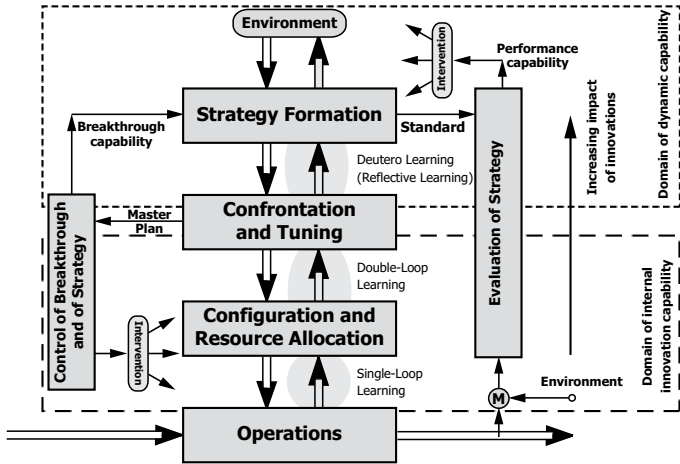 Environment
Intervention
Performance
capability
Strategy Formation
Standard
Breakthrough
capability
Deutero Learning
(Reflective Learning)
Increasing impact
of innovations
Domain of dynamic capability
Evaluation of Strategy
Master
Plan
Confrontation
and Tuning
Control of Breakthrough
and of Strategy
Double-Loop
Learning
Configuration and
Resource Allocation
Intervention
Domain of internal
innovation capability
Single-Loop
Learning
Environment
M
Operations